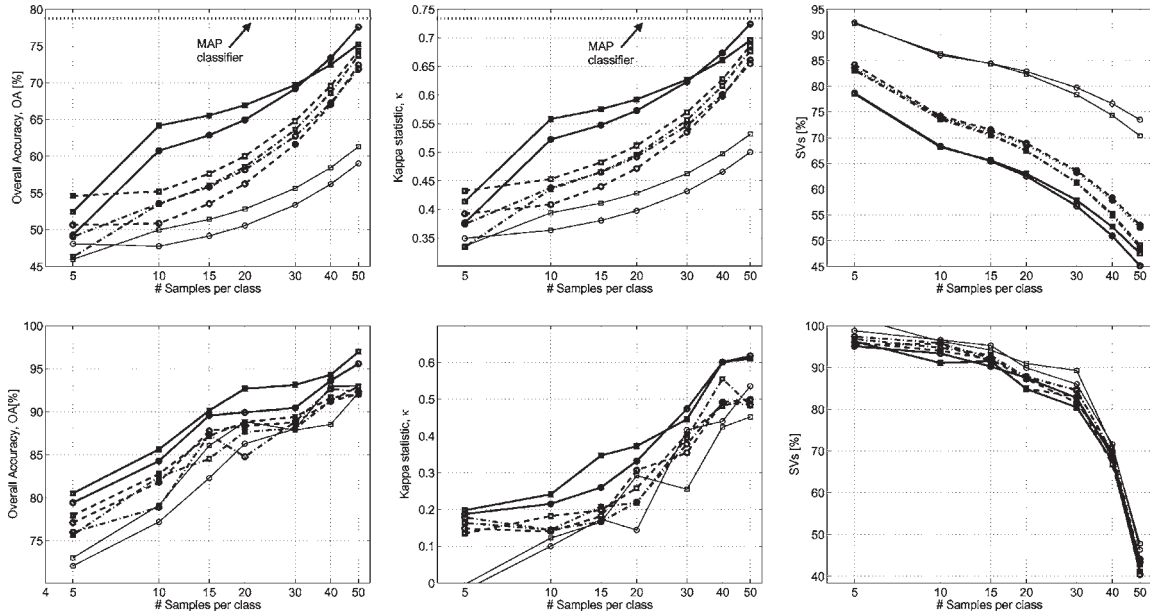 80
75
70
65
60
55
50
45
Overall Accuracy, OA [%]
MAP
classifier
5 10 15 20 30 40 50
# Samples per class
0.7
0.65
0.6
0.55
0.5
0.45
0.4
0.35
Kappa statistic, κ
MAP
classifier
5 10 15 20 30 40 50
# Samples per class
95
90
85
80
75
70
65
60
55
50
45
SVs [%]
5 10 15 20 30 40 50
# Samples per class
100
95
90
85
80
75
70
Overall Accuracy, OA[%]
4 5 10 15 20 30 40 50
# Samples per class
0.6
0.5
0.4
0.3
0.2
0.1
0
Kappa statistic, κ
5 10 15 20 30 40 50
# Samples per class
100
90
80
70
60
50
40
SVs [%]
5 10 15 20 30 40 50
# Samples per class